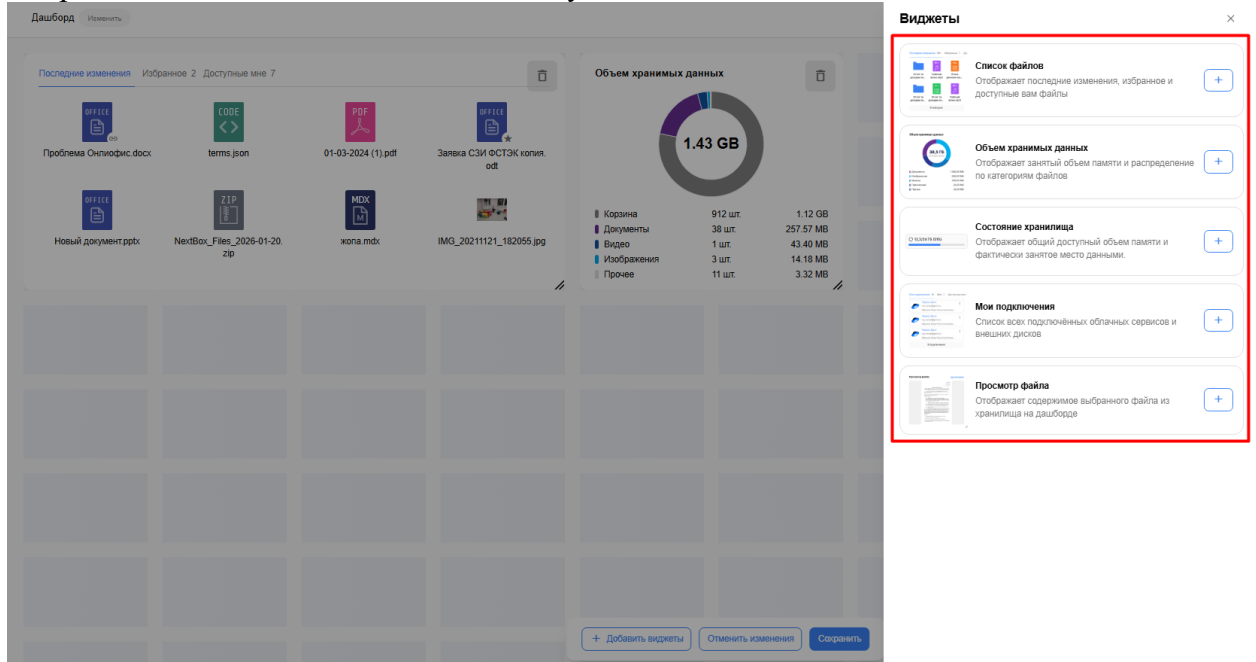 Дашборд Изменить
Последние изменения Избранное 2 Доступные мне 7
OFFICE
CODE
PDF
OFFICE
Проблема Онлиофис.docx
terms.json
01-03-2024 (1).pdf
Заявка СЗИ ФСТЭК копия.
odt
OFFICE
ZIP
MDX
M
Новый документ.pptx
NextBox_Files_2026-01-20.
zip
жопа.mdx
IMG_20211121_182055.jpg
Объем хранимых данных
1.43 GB
Корзина 912 шт. 1.12 GB
Документы 38 шт. 257.57 MB
Видео 1 шт. 43.40 MB
Изображения 3 шт. 14.18 MB
Прочее 11 шт. 3.32 MB
+ Добавить виджеты
Отменить изменения
Сохранить
Виджеты
Список файлов
Отображает последние изменения, избранное и
доступные вам файлы
Объем хранимых данных
Отображает занятый объем памяти и распределение
по категориям файлов
Состояние хранилища
Отображает общий доступный объем памяти и
фактически занятое место данными.
Мои подключения
Список всех подключённых облачных сервисов и
внешних дисков
Просмотр файла
Отображает содержимое выбранного файла из
хранилища на дашборде